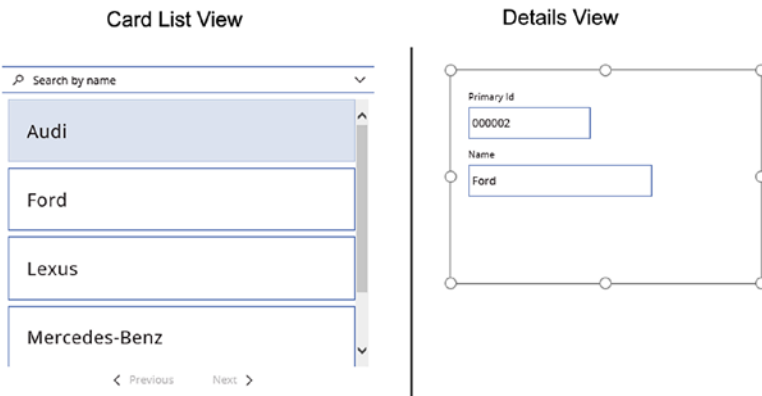 Card List View
Search by name
Audi
Ford
Lexus
Mercedes-Benz
Previous Next
Details View
Primary Id
000002
Name
Ford